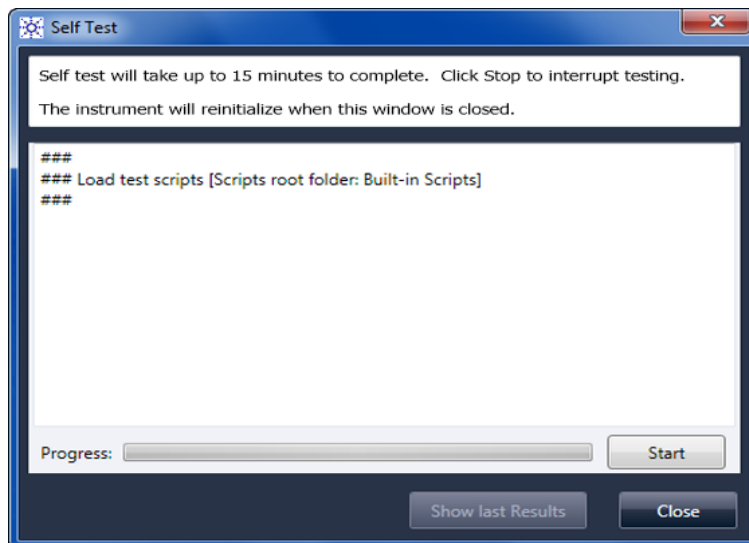 Self Test
Self test will take up to 15 minutes to complete. Click Stop to interrupt testing.
The instrument will reinitialize when this window is closed.
###
### Load test scripts [Scripts root folder: Built-in Scripts]
###
Progress:
Start
Show last Results
Close